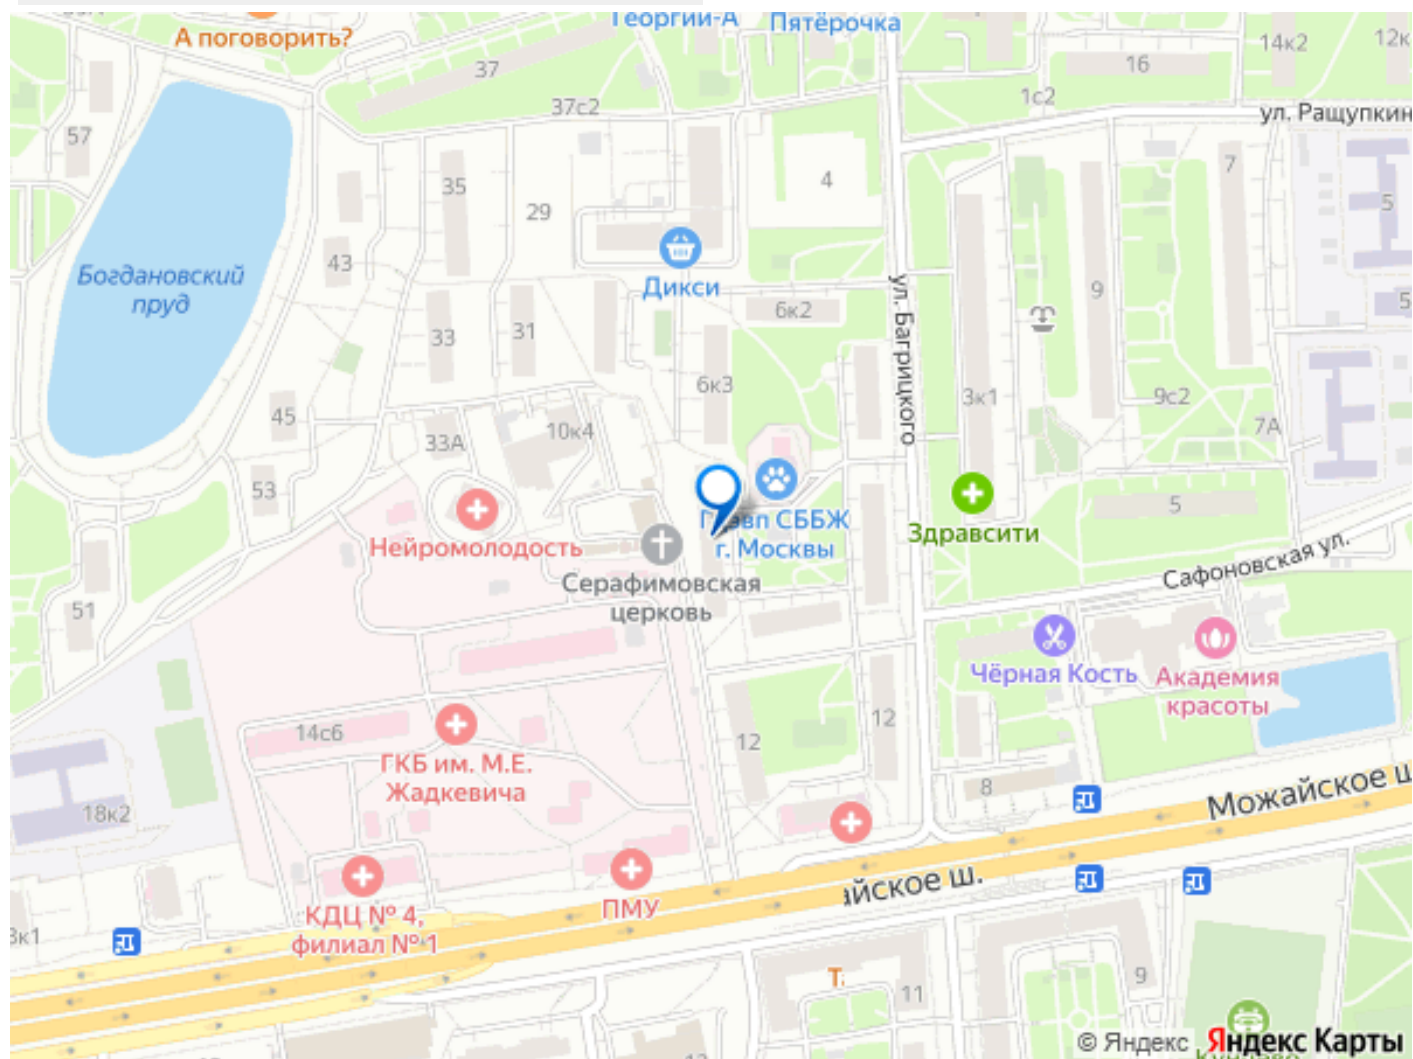 А поговорить?
Георгий-А
Пятёрочка
14к2
16
37
37с2
1с2
57
ул. Ращупкин
35
4
7
5
29
43
Богдановский
пруд
Дикси
6к2
ул. Багрицкого
9
33
31
6к3
3к1
9с2
45
33А
10к4
7А
53
5
Нейромолодость
г. Москвы
Здравсити
Серафимовская
церковь
Сафоновская ул.
51
Чёрная Кость
Академия
красоты
14с6
12
12
ГКБ им. М.Е.
Жадкевича
8
Можайское ш
18к2
айское ш.
ПМУ
КДЦ № 4,
филиал № 1
11
9
© Яндекс
Яндекс Карты